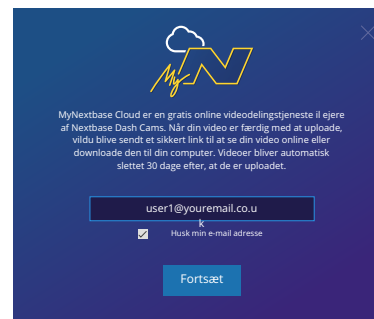 My N
MyNextbase Cloud er en gratis online videodelingstjeneste il ejere
af Nextbase Dash Cams. Når din video er færdig med at uploade,
vildu blive sendt et sikkert link til at se din video online eller
downloade den til din computer. Videoer bliver automatisk
slettet 30 dage efter, at de er uploadet.
user1@youremail.co.u
k
Husk min e-mail adresse
Fortsæt